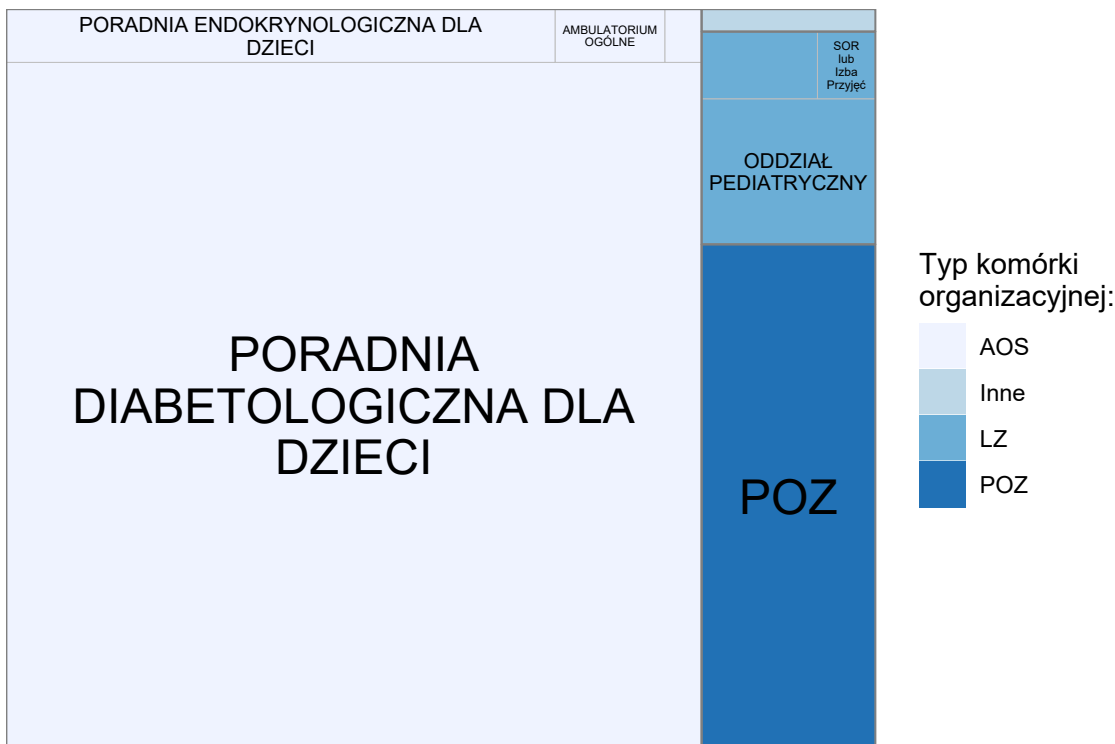 PORADNIA ENDOKRYNOLOGICZNA DLA
DZIECI
AMBULATORIUM
OGÓLNE
SOR
lub
Izba
Przyjęć
ODDZIAŁ
PEDIATRYCZNY
PORADNIA
DIABETOLOGICZNA DLA
DZIECI
POZ
Typ komórki
organizacyjnej:
AOS
Inne
LZ
POZ